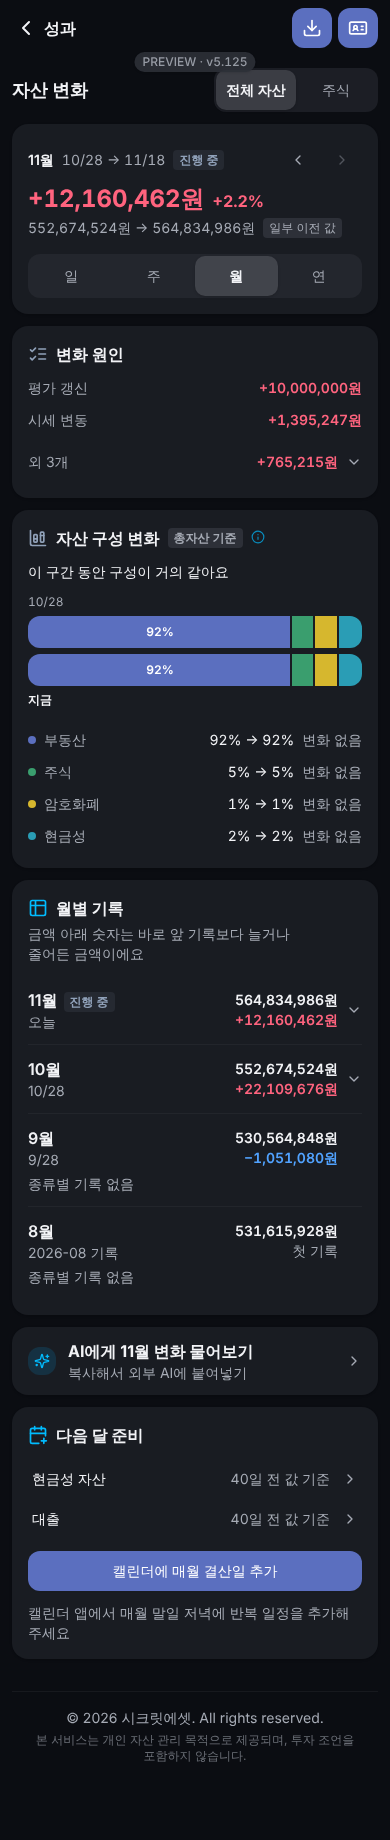 성과
PREVIEW · v5.125
자산 변화
전체 자산 주식
11월 10/28 → 11/18 진행 중
+12,160,462원 +2.2%
552,674,524원 → 564,834,986원 일부 이전 값
일 주 월 연
변화 원인
평가 갱신 +10,000,000원
시세 변동 +1,395,247원
외 3개 +765,215원
자산 구성 변화 총자산 기준
이 구간 동안 구성이 거의 같아요
10/28
92%
92%
지금
부동산 92% → 92% 변화 없음
주식 5% → 5% 변화 없음
암호화폐 1% → 1% 변화 없음
현금성 2% → 2% 변화 없음
월별 기록
금액 아래 숫자는 바로 앞 기록보다 늘거나
줄어든 금액이에요
11월 진행 중 564,834,986원
오늘 +12,160,462원
10월 552,674,524원
10/28 +22,109,676원
9월 530,564,848원
9/28 −1,051,080원
종류별 기록 없음
8월 531,615,928원
2026-08 기록 첫 기록
종류별 기록 없음
AI에게 11월 변화 물어보기
복사해서 외부 AI에 붙여넣기
다음 달 준비
현금성 자산 40일 전 값 기준
대출 40일 전 값 기준
캘린더에 매월 결산일 추가
캘린더 앱에서 매월 말일 저녁에 반복 일정을 추가해
주세요
© 2026 시크릿에셋. All rights reserved.
본 서비스는 개인 자산 관리 목적으로 제공되며, 투자 조언을
포함하지 않습니다.